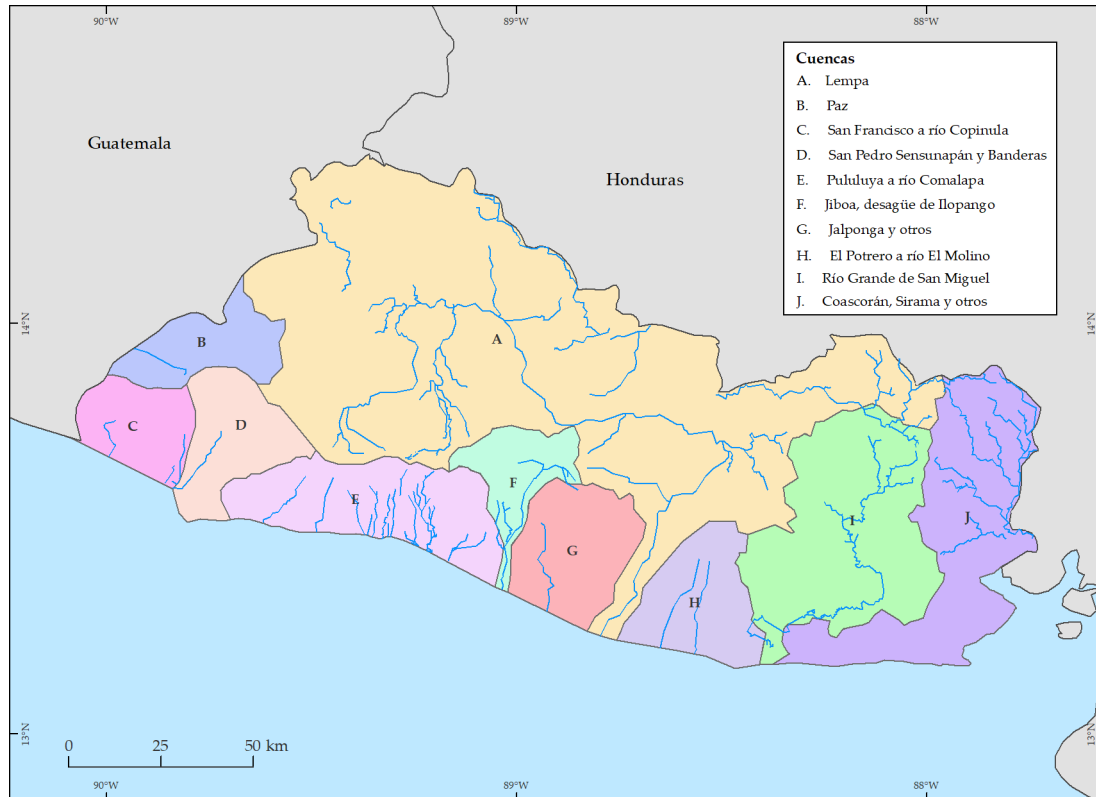 90°W 89°W 88°W
Cuencas
A. Lempa
B. Paz
C. San Francisco a río Copinula
D. San Pedro Sensunapán y Banderas
E. Pululuya a río Comalapa
F. Jiboa, desagüe de Ilopango
G. Jalponga y otros
H. El Potrero a río El Molino
I. Río Grande de San Miguel
J. Coascorán, Sirama y otros
Guatemala
Honduras
14°N
14°N
A
B
C
D
E
F
G
H
I
J
13°N
13°N
0 25 50 km
90°W 89°W 88°W